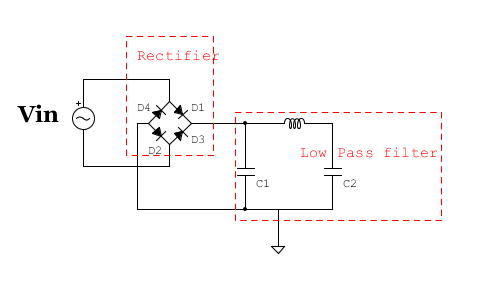 Rectifier
+
Vin
D4
D1
D2
D3
Low Pass filter
C1
C2